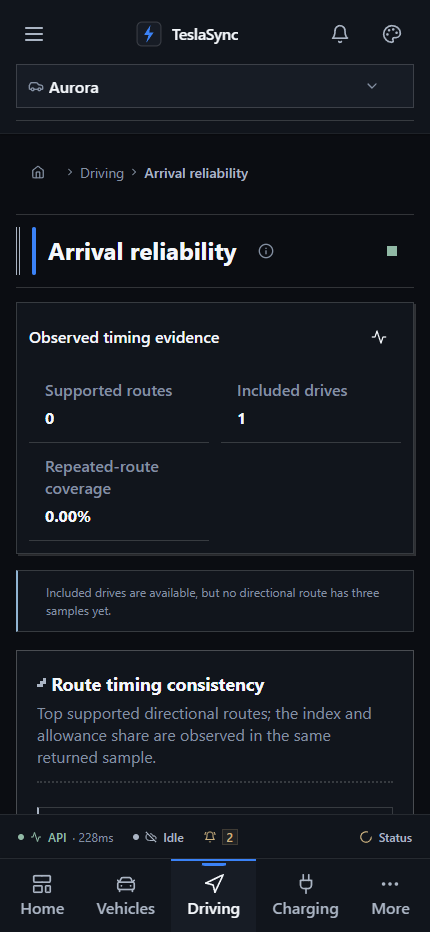 TeslaSync
Aurora
Driving
Arrival reliability
Arrival reliability
Observed timing evidence
Supported routes
Included drives
0
1
Repeated-route
coverage
0.00%
Included drives are available, but no directional route has three
samples yet.
Route timing consistency
Top supported directional routes; the index and
allowance share are observed in the same
returned sample.
API · 228ms
Idle
2
Status
Home
Vehicles
Driving
Charging
More